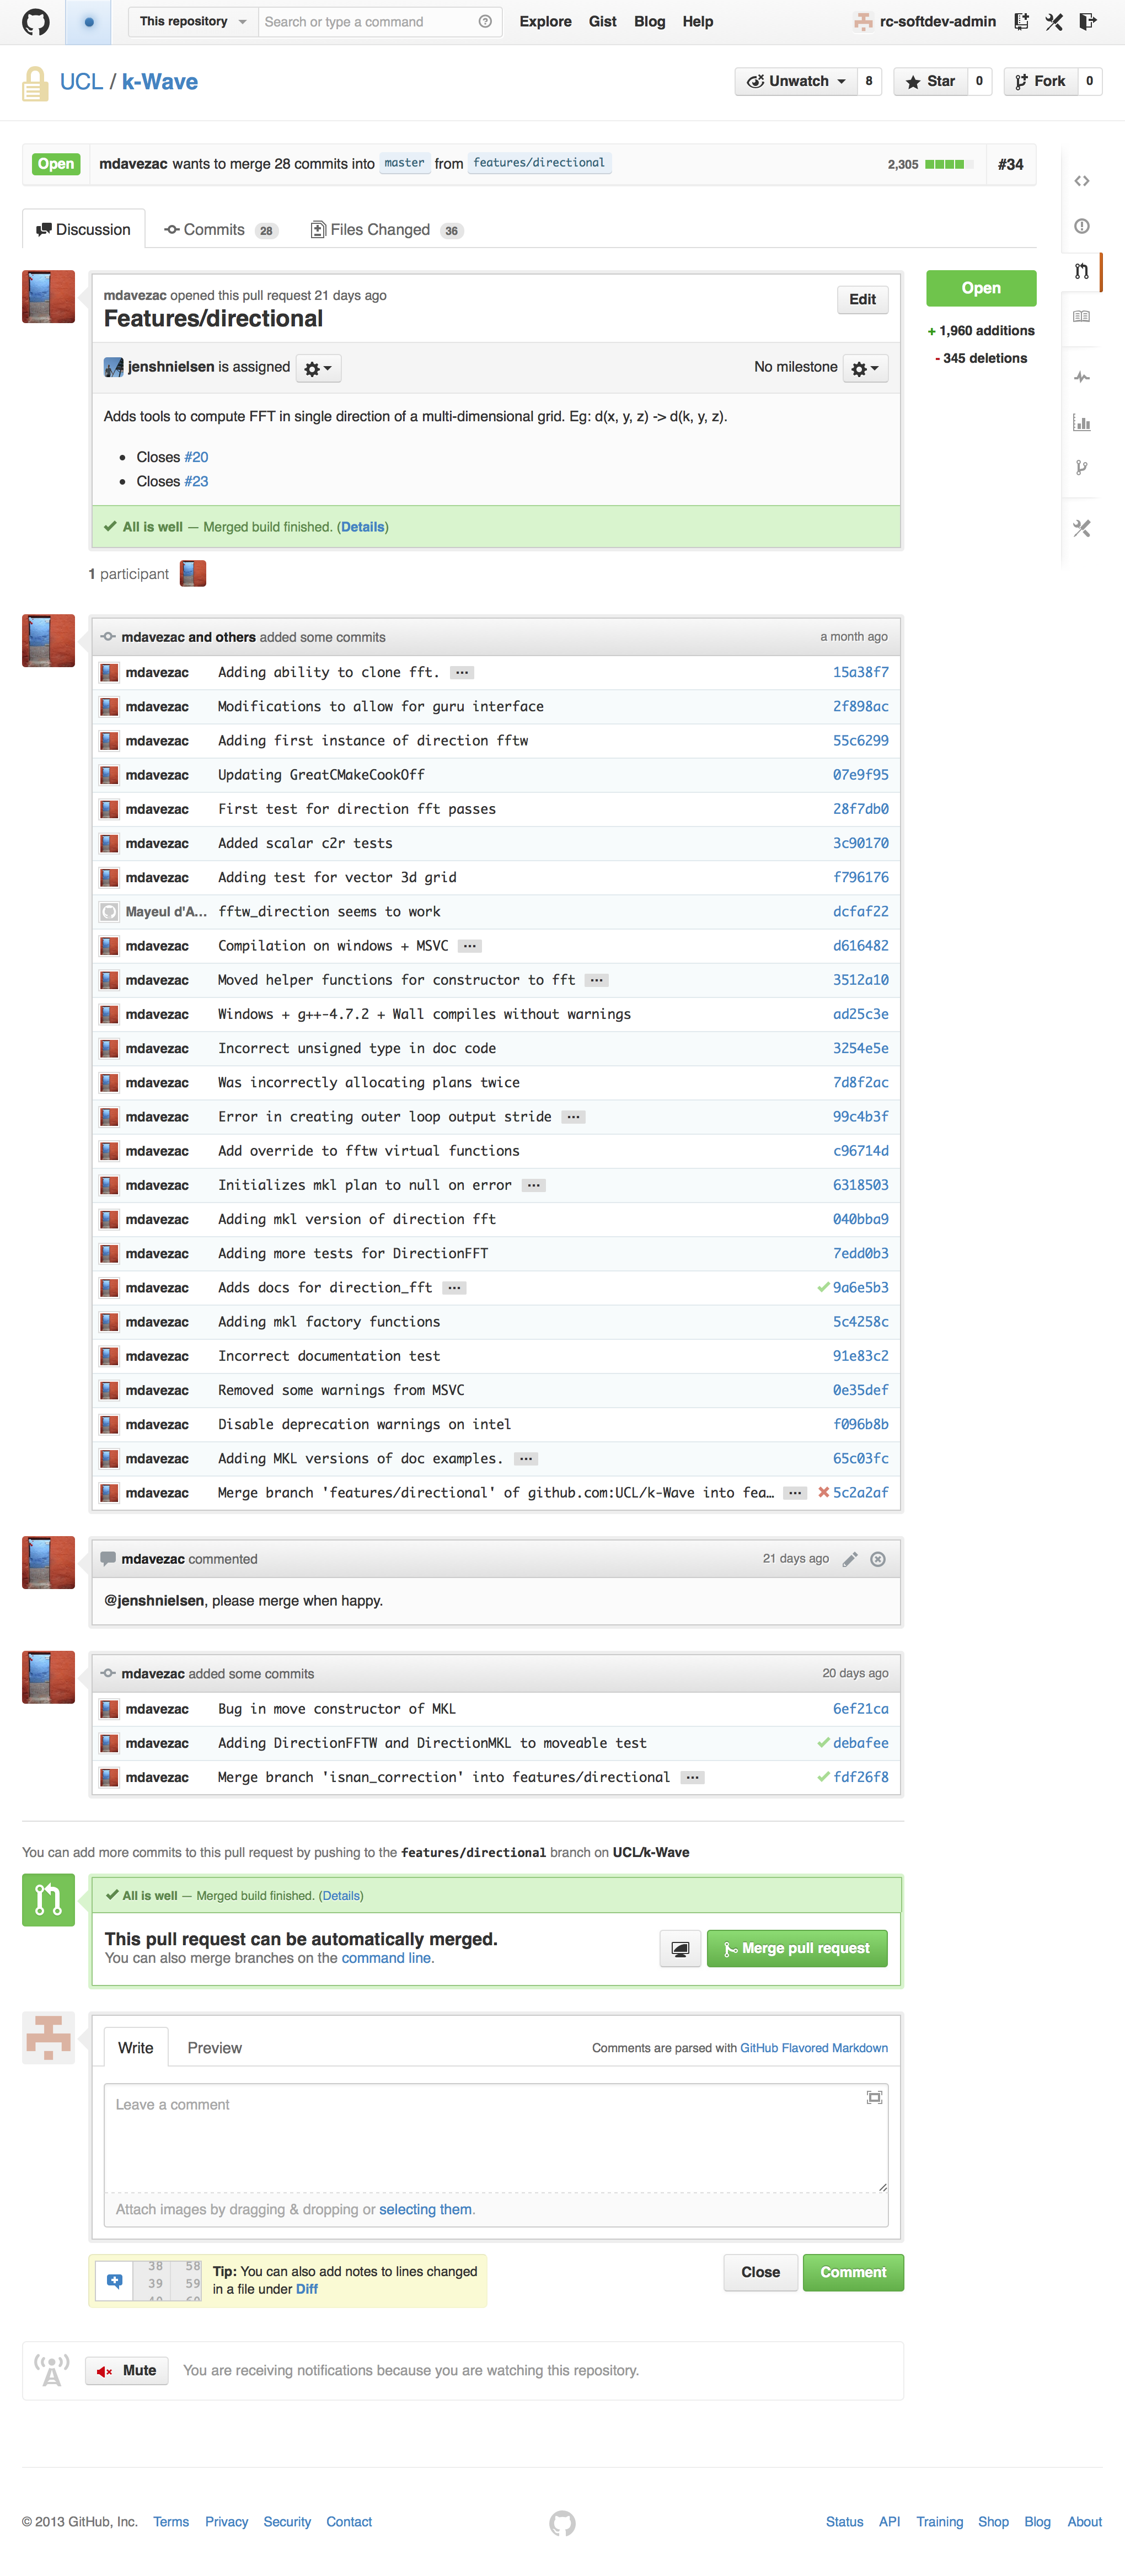 This repository Search or type a command Explore Gist Blog Help rc-softdev-admin
UCL / k-Wave Unwatch 8 Star 0 Fork 0
Open mdavezac wants to merge 28 commits into master from features/directional 2,305 #34
Discussion Commits 28 Files Changed 36
mdavezac opened this pull request 21 days ago
Features/directional
Edit
Open
+ 1,960 additions
- 345 deletions
jenshnielsen is assigned No milestone
Adds tools to compute FFT in single direction of a multi-dimensional grid. Eg: d(x, y, z) -> d(k, y, z).
• Closes #20
• Closes #23
All is well — Merged build finished. (Details)
1 participant
mdavezac and others added some commits a month ago
mdavezac Adding ability to clone fft. ... 15a38f7
mdavezac Modifications to allow for guru interface 2f898ac
mdavezac Adding first instance of direction fftw 55c6299
mdavezac Updating GreatCMakeCookOff 07e9f95
mdavezac First test for direction fft passes 28f7db0
mdavezac Added scalar c2r tests 3c90170
mdavezac Adding test for vector 3d grid f796176
Mayeul d'A... fftw_direction seems to work dcfaf22
mdavezac Compilation on windows + MSVC ... d616482
mdavezac Moved helper functions for constructor to fft ... 3512a10
mdavezac Windows + g++-4.7.2 + Wall compiles without warnings ad25c3e
mdavezac Incorrect unsigned type in doc code 3254e5e
mdavezac Was incorrectly allocating plans twice 7d8f2ac
mdavezac Error in creating outer loop output stride ... 99c4b3f
mdavezac Add override to fftw virtual functions c96714d
mdavezac Initializes mkl plan to null on error ... 6318503
mdavezac Adding mkl version of direction fft 040bba9
mdavezac Adding more tests for DirectionFFT 7edd0b3
mdavezac Adds docs for direction_fft ... 9a6e5b3
mdavezac Adding mkl factory functions 5c4258c
mdavezac Incorrect documentation test 91e83c2
mdavezac Removed some warnings from MSVC 0e35def
mdavezac Disable deprecation warnings on intel f096b8b
mdavezac Adding MKL versions of doc examples. ... 65c03fc
mdavezac Merge branch 'features/directional' of github.com:UCL/k-Wave into fea… ... 5c2a2af
mdavezac commented 21 days ago
@jenshnielsen, please merge when happy.
mdavezac added some commits 20 days ago
mdavezac Bug in move constructor of MKL 6ef21ca
mdavezac Adding DirectionFFTW and DirectionMKL to moveable test debafee
mdavezac Merge branch 'isnan_correction' into features/directional ... fdf26f8
You can add more commits to this pull request by pushing to the features/directional branch on UCL/k-Wave
All is well — Merged build finished. (Details)
This pull request can be automatically merged.
You can also merge branches on the command line.
Merge pull request
Write Preview Comments are parsed with GitHub Flavored Markdown
Leave a comment
Attach images by dragging & dropping or selecting them.
38 58
39 59
40 60
Tip: You can also add notes to lines changed
in a file under Diff
Close Comment
Mute You are receiving notifications because you are watching this repository.
© 2013 GitHub, Inc. Terms Privacy Security Contact Status API Training Shop Blog About